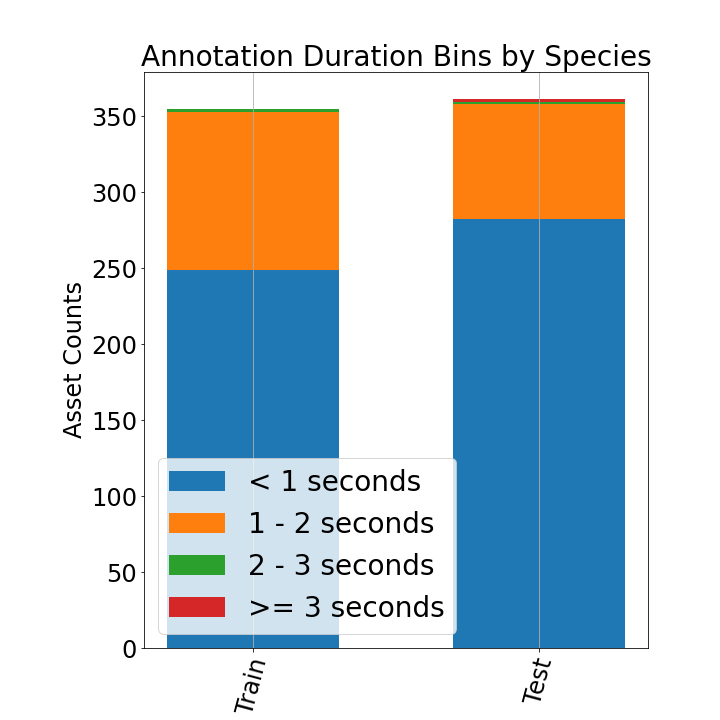 Annotation Duration Bins by Species
Asset Counts
350
300
250
200
150
100
50
0
< 1 seconds
1 - 2 seconds
2 - 3 seconds
>= 3 seconds
Train
Test